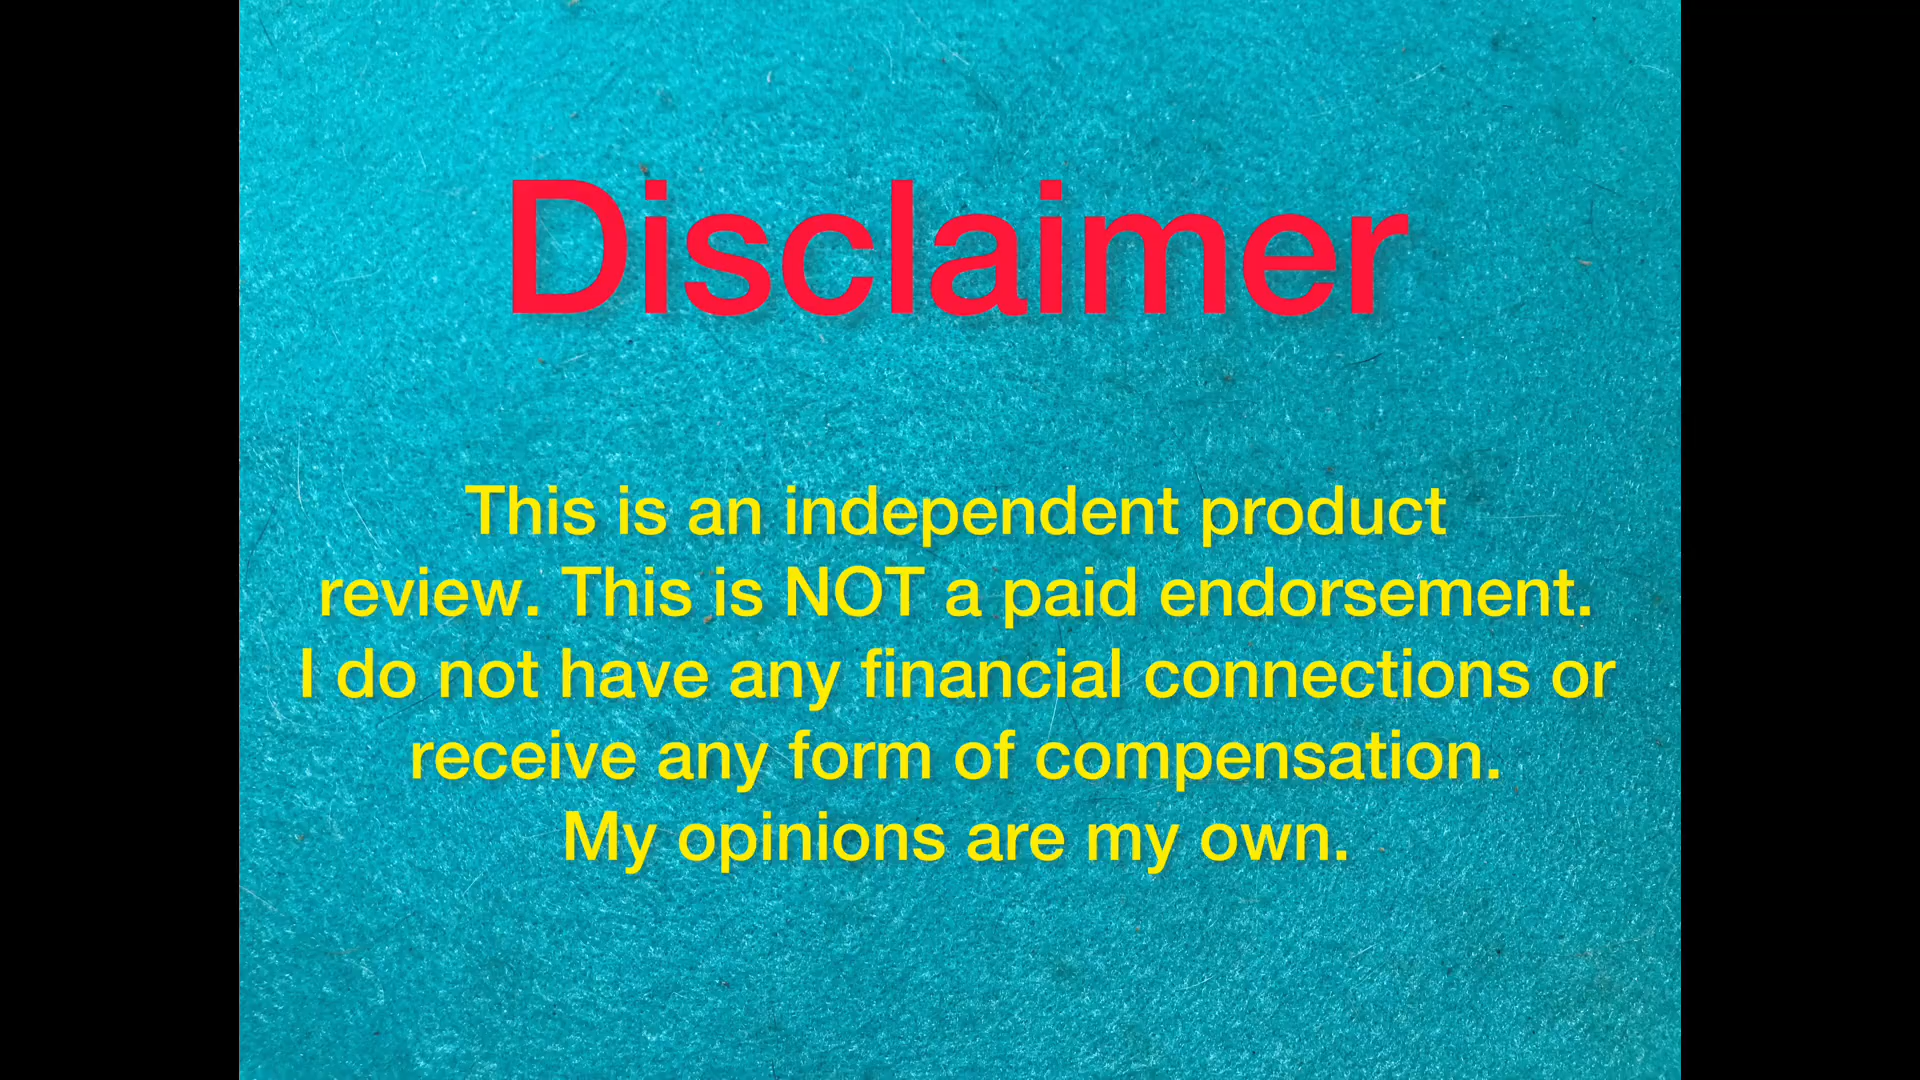 Disclaimer
This is an independent product
review. This is NOT a paid endorsement.
I do not have any financial connections or
receive any form of compensation.
My opinions are my own.